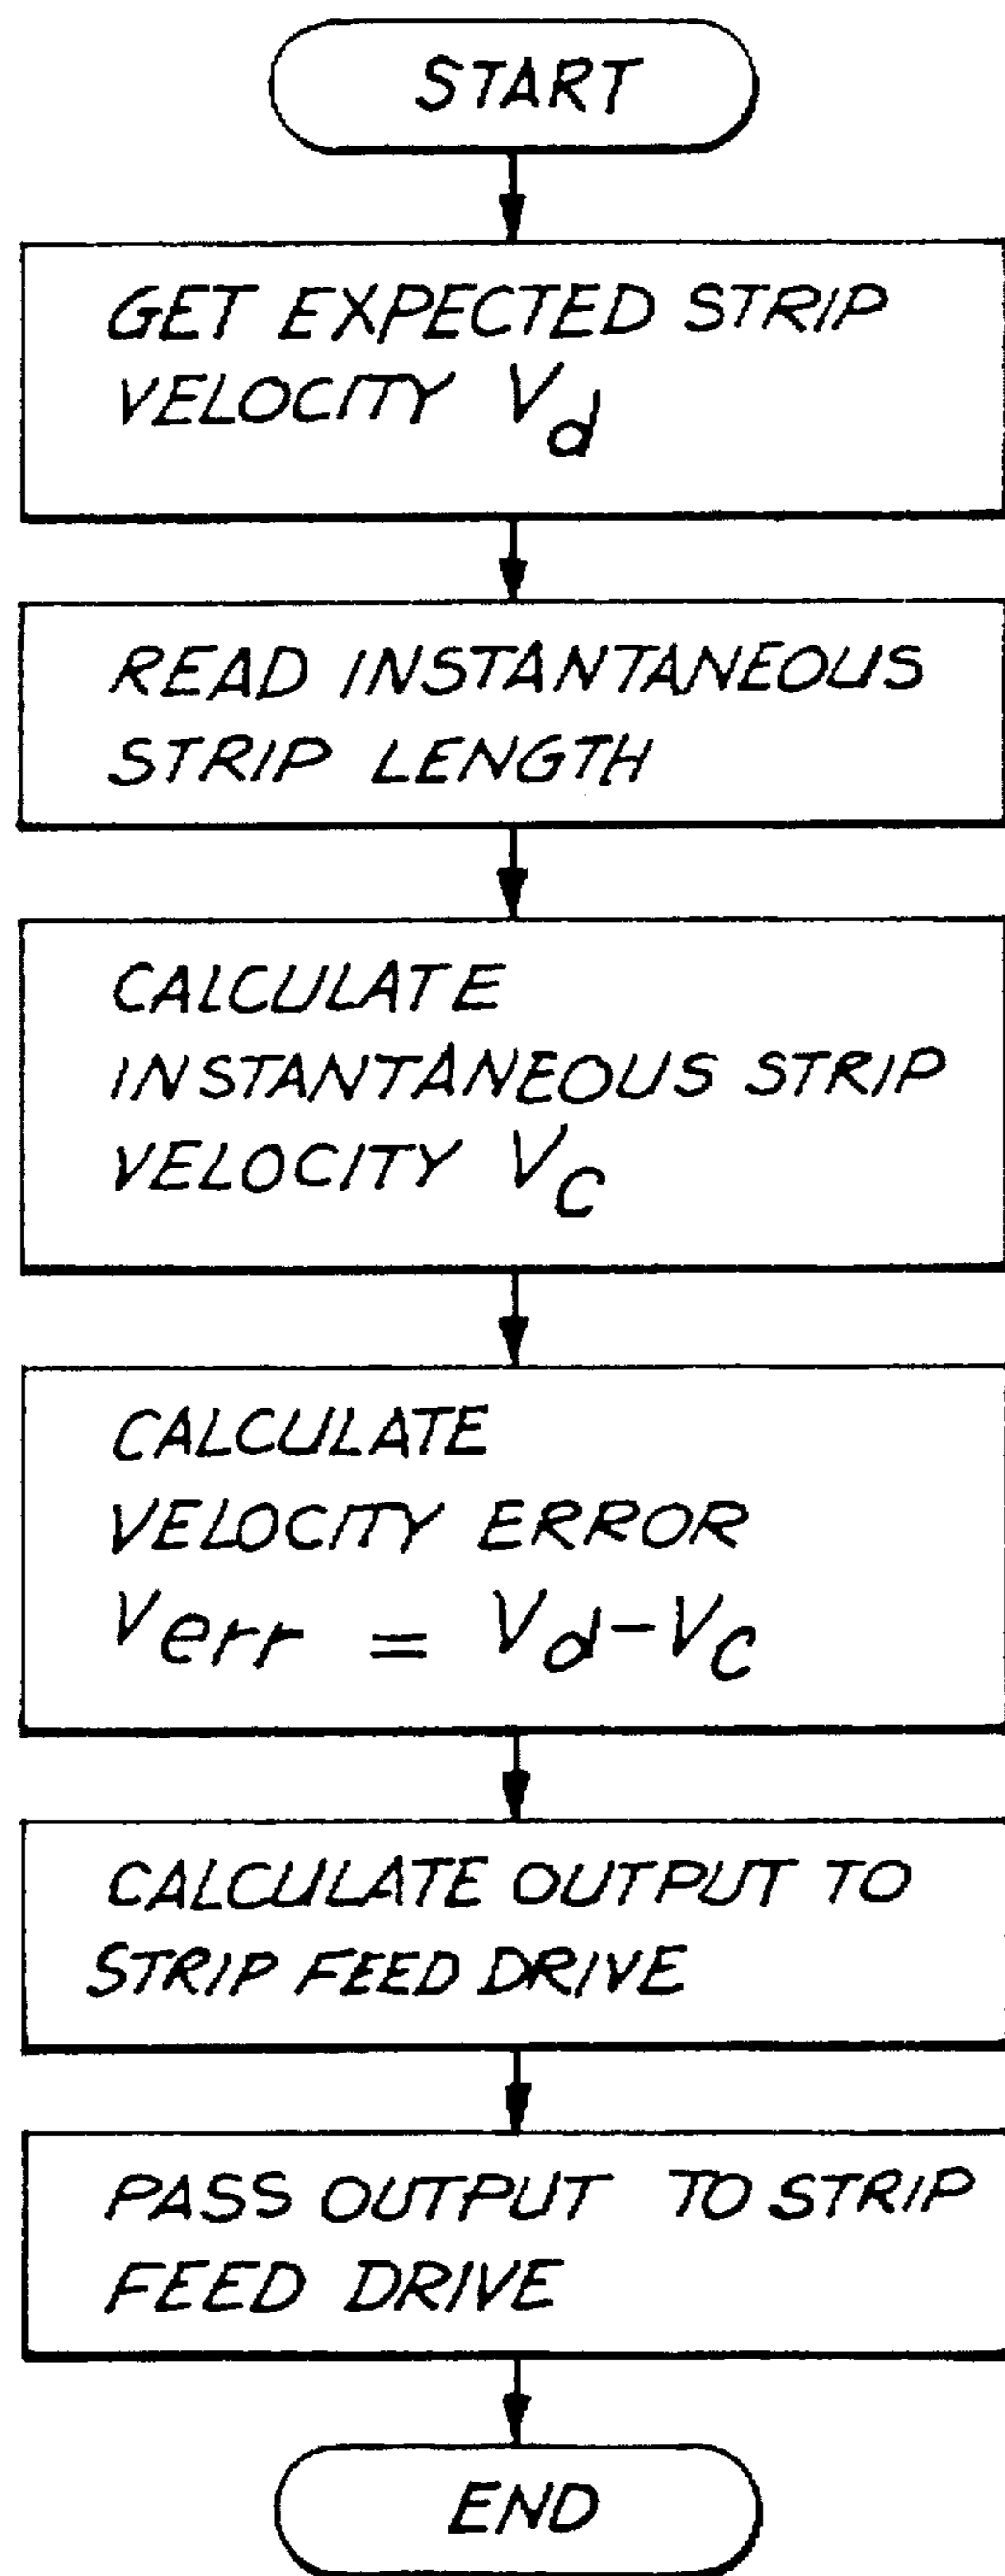 START
GET EXPECTED STRIP
VELOCITY Vd
READ INSTANTANEOUS
STRIP LENGTH
CALCULATE
INSTANTANEOUS STRIP
VELOCITY Vc
CALCULATE
VELOCITY ERROR
Verr = Vd-Vc
CALCULATE OUTPUT TO
STRIP FEED DRIVE
PASS OUTPUT TO STRIP
FEED DRIVE
END